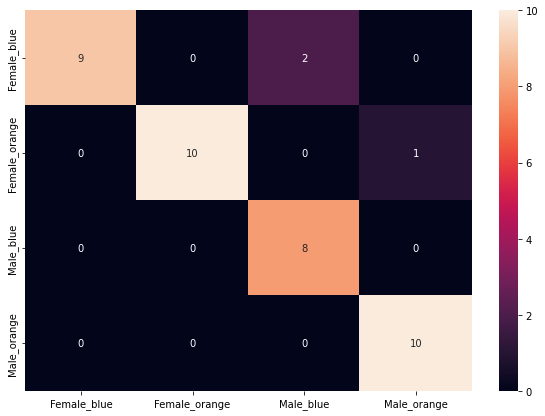 Female_blue 9 0 2 0
Female_orange 0 10 0 1
Male_blue 0 0 8 0
Male_orange 0 0 0 10
Female_blue Female_orange Male_blue Male_orange
10
8
6
4
2
0